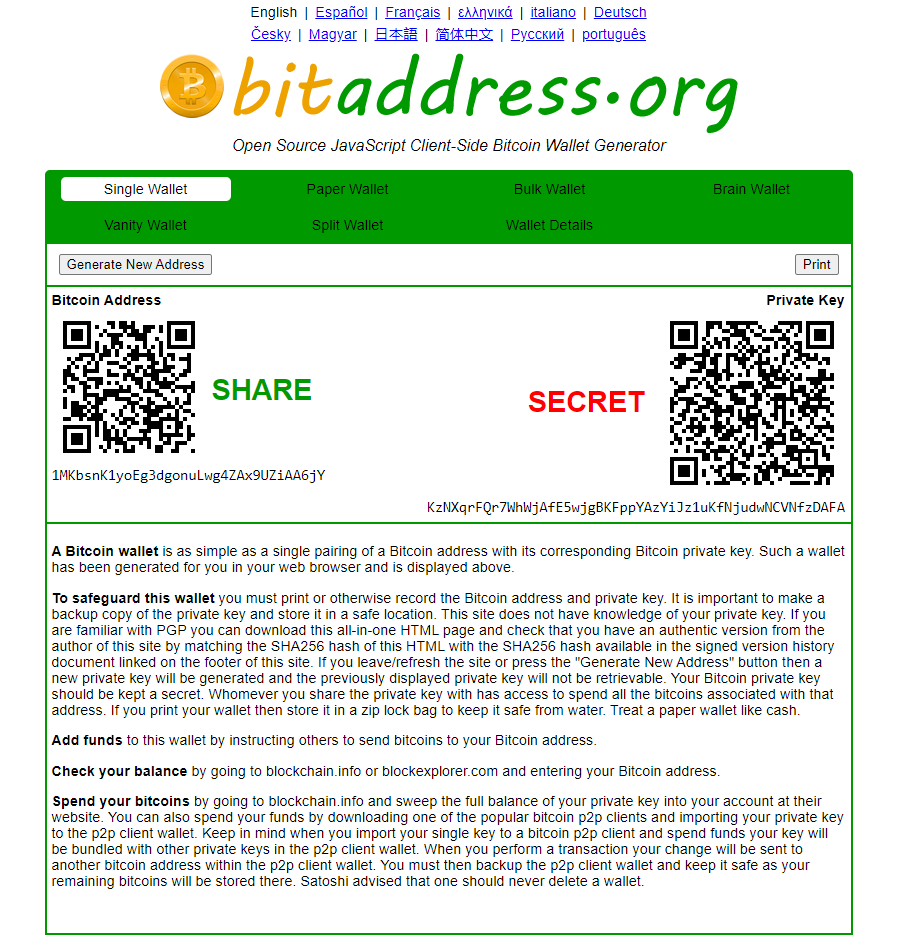 English | Español | Français | ελληνικά | italiano | Deutsch
Česky | Magyar | 日本語 | 简体中文 | Русский | português
bitaddress.org
Open Source JavaScript Client-Side Bitcoin Wallet Generator
Single Wallet Paper Wallet Bulk Wallet Brain Wallet
Vanity Wallet Split Wallet Wallet Details
Generate New Address Print
Bitcoin Address Private Key
SHARE
SECRET
1MKbsnK1yoEg3dgonuLwg4ZAx9UZiAA6jY
KzNXqrFQr7WhWjAfE5wjgBKFppYAzYiJz1uKfNjudwNCVNfzDAFA
A Bitcoin wallet is as simple as a single pairing of a Bitcoin address with its corresponding Bitcoin private key. Such a wallet
has been generated for you in your web browser and is displayed above.
To safeguard this wallet you must print or otherwise record the Bitcoin address and private key. It is important to make a
backup copy of the private key and store it in a safe location. This site does not have knowledge of your private key. If you
are familiar with PGP you can download this all-in-one HTML page and check that you have an authentic version from the
author of this site by matching the SHA256 hash of this HTML with the SHA256 hash available in the signed version history
document linked on the footer of this site. If you leave/refresh the site or press the "Generate New Address" button then a
new private key will be generated and the previously displayed private key will not be retrievable. Your Bitcoin private key
should be kept a secret. Whomever you share the private key with has access to spend all the bitcoins associated with that
address. If you print your wallet then store it in a zip lock bag to keep it safe from water. Treat a paper wallet like cash.
Add funds to this wallet by instructing others to send bitcoins to your Bitcoin address.
Check your balance by going to blockchain.info or blockexplorer.com and entering your Bitcoin address.
Spend your bitcoins by going to blockchain.info and sweep the full balance of your private key into your account at their
website. You can also spend your funds by downloading one of the popular bitcoin p2p clients and importing your private key
to the p2p client wallet. Keep in mind when you import your single key to a bitcoin p2p client and spend funds your key will
be bundled with other private keys in the p2p client wallet. When you perform a transaction your change will be sent to
another bitcoin address within the p2p client wallet. You must then backup the p2p client wallet and keep it safe as your
remaining bitcoins will be stored there. Satoshi advised that one should never delete a wallet.